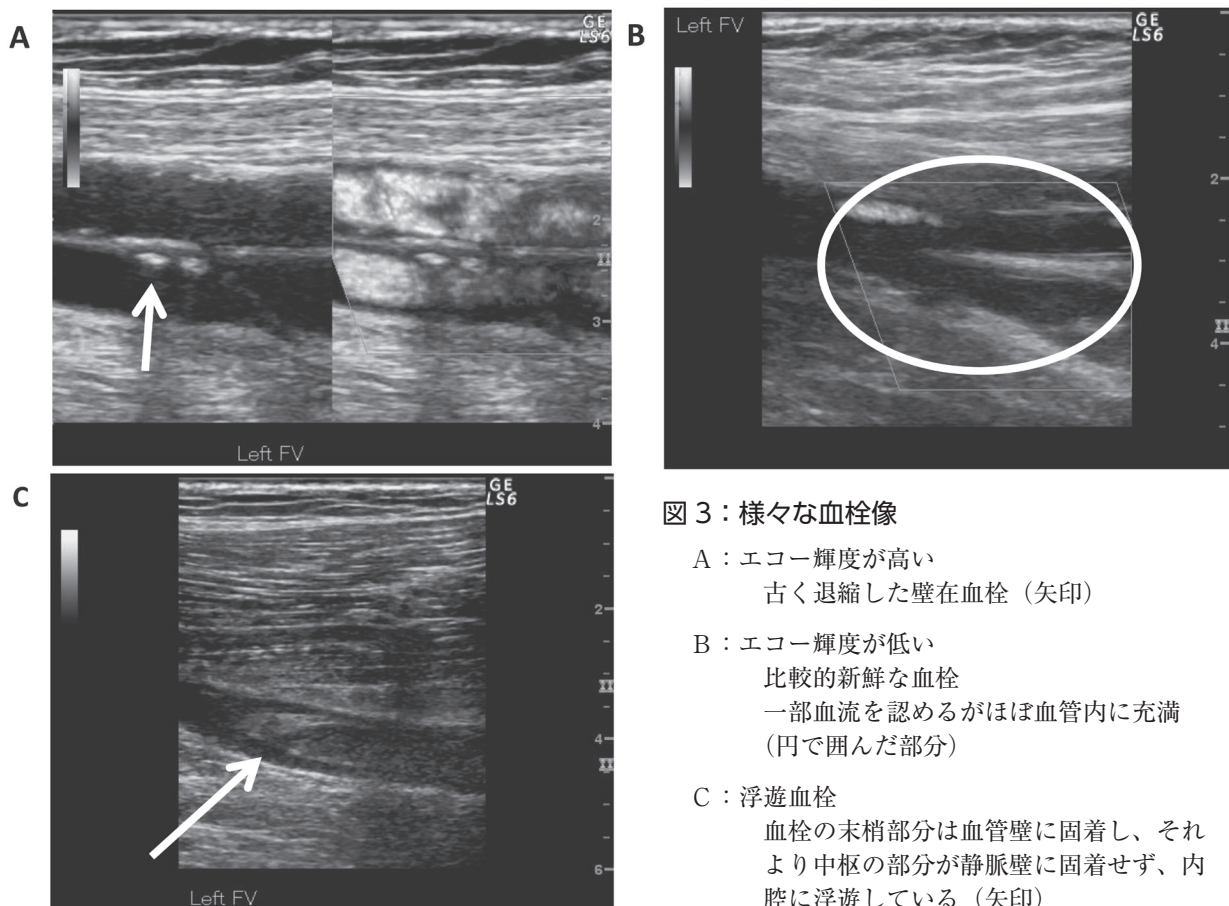 A
GE
LS6
2
3
4
Left FV
B
Left FV
GE
LS6
2
4
C
GE
LS6
2
4
6
Left FV
図 3：様々な血栓像
A：エコー輝度が高い
古く退縮した壁在血栓（矢印）
B：エコー輝度が低い
比較的新鮮な血栓
一部血流を認めるがほぼ血管内に充満
（円で囲んだ部分）
C：浮遊血栓
血栓の末梢部分は血管壁に固着し、それ
より中枢の部分が静脈壁に固着せず、内
腔に浮遊している（矢印）